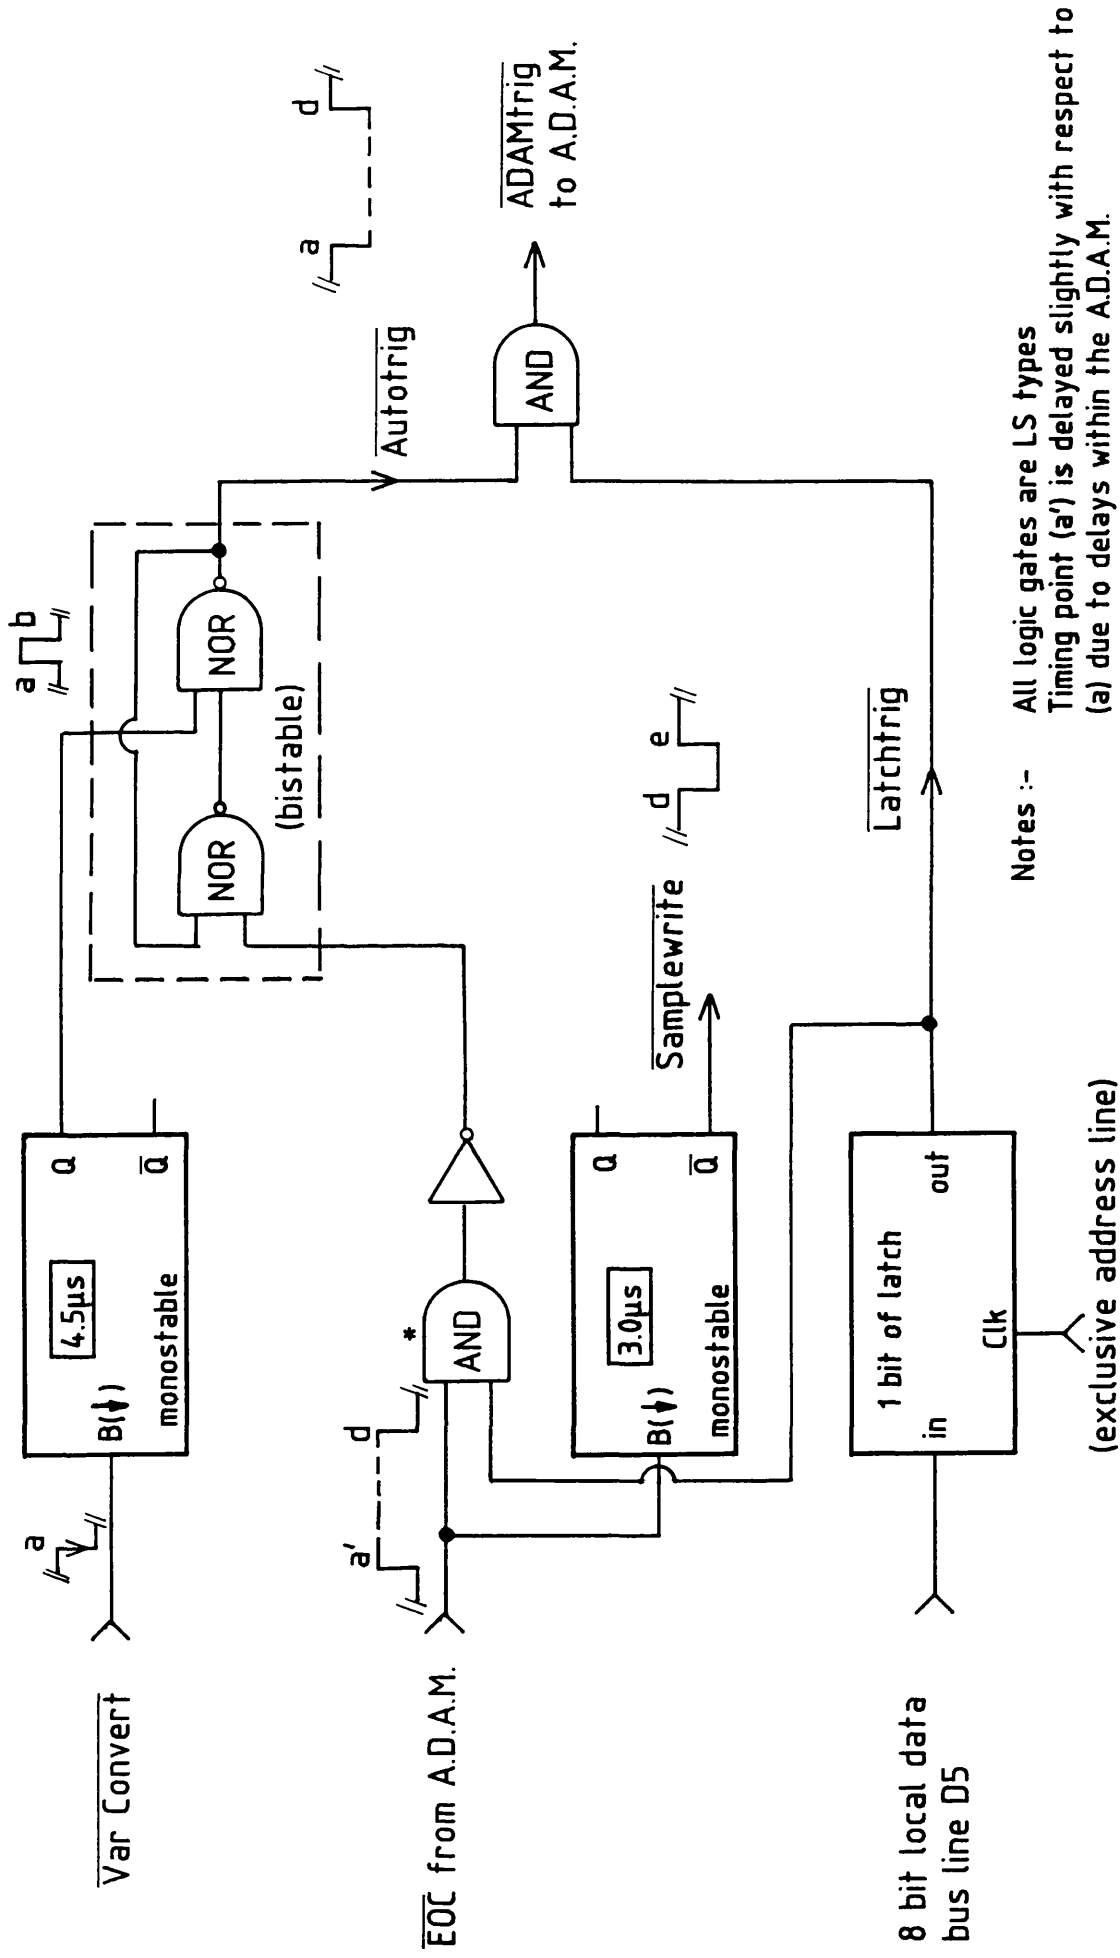 Var Convert
a
B(↓)
4.5µs
monostable
Q
Q̅
a b
NOR
NOR
(bistable)
Autotrig
a d
AND
ADAMtrig
to A.D.A.M.
EOC from A.D.A.M.
a' d
*
AND
B(↓)
3.0µs
monostable
Q
Q̅
Samplewrite
d e
8 bit local data
bus line D5
in
1 bit of latch
out
Clk
(exclusive address line)
Latchtrig
Notes :- All logic gates are LS types
Timing point (a') is delayed slightly with respect to
(a) due to delays within the A.D.A.M.